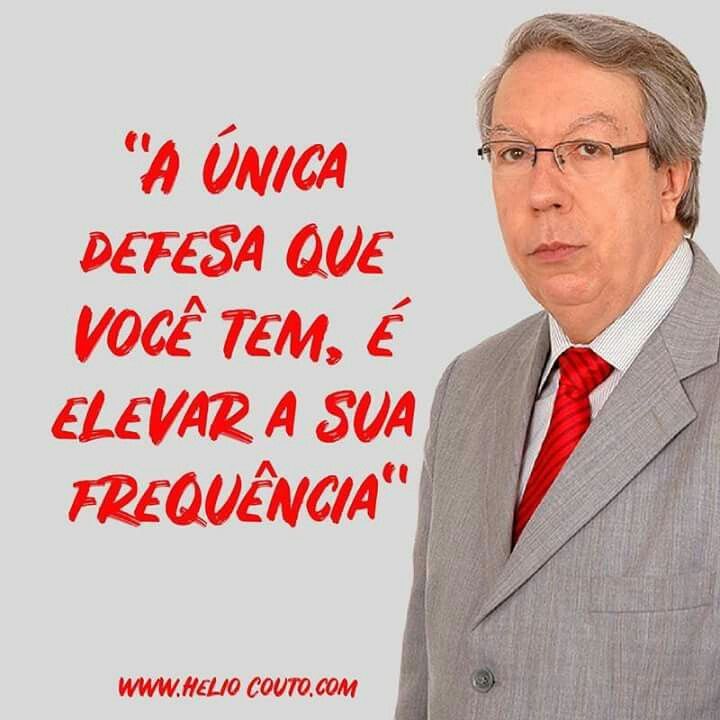 "A ÚNICA
DEFESA QUE
VOCÊ TEM, É
ELEVAR A SUA
FREQUÊNCIA"
WWW.HELIO COUTO.COM